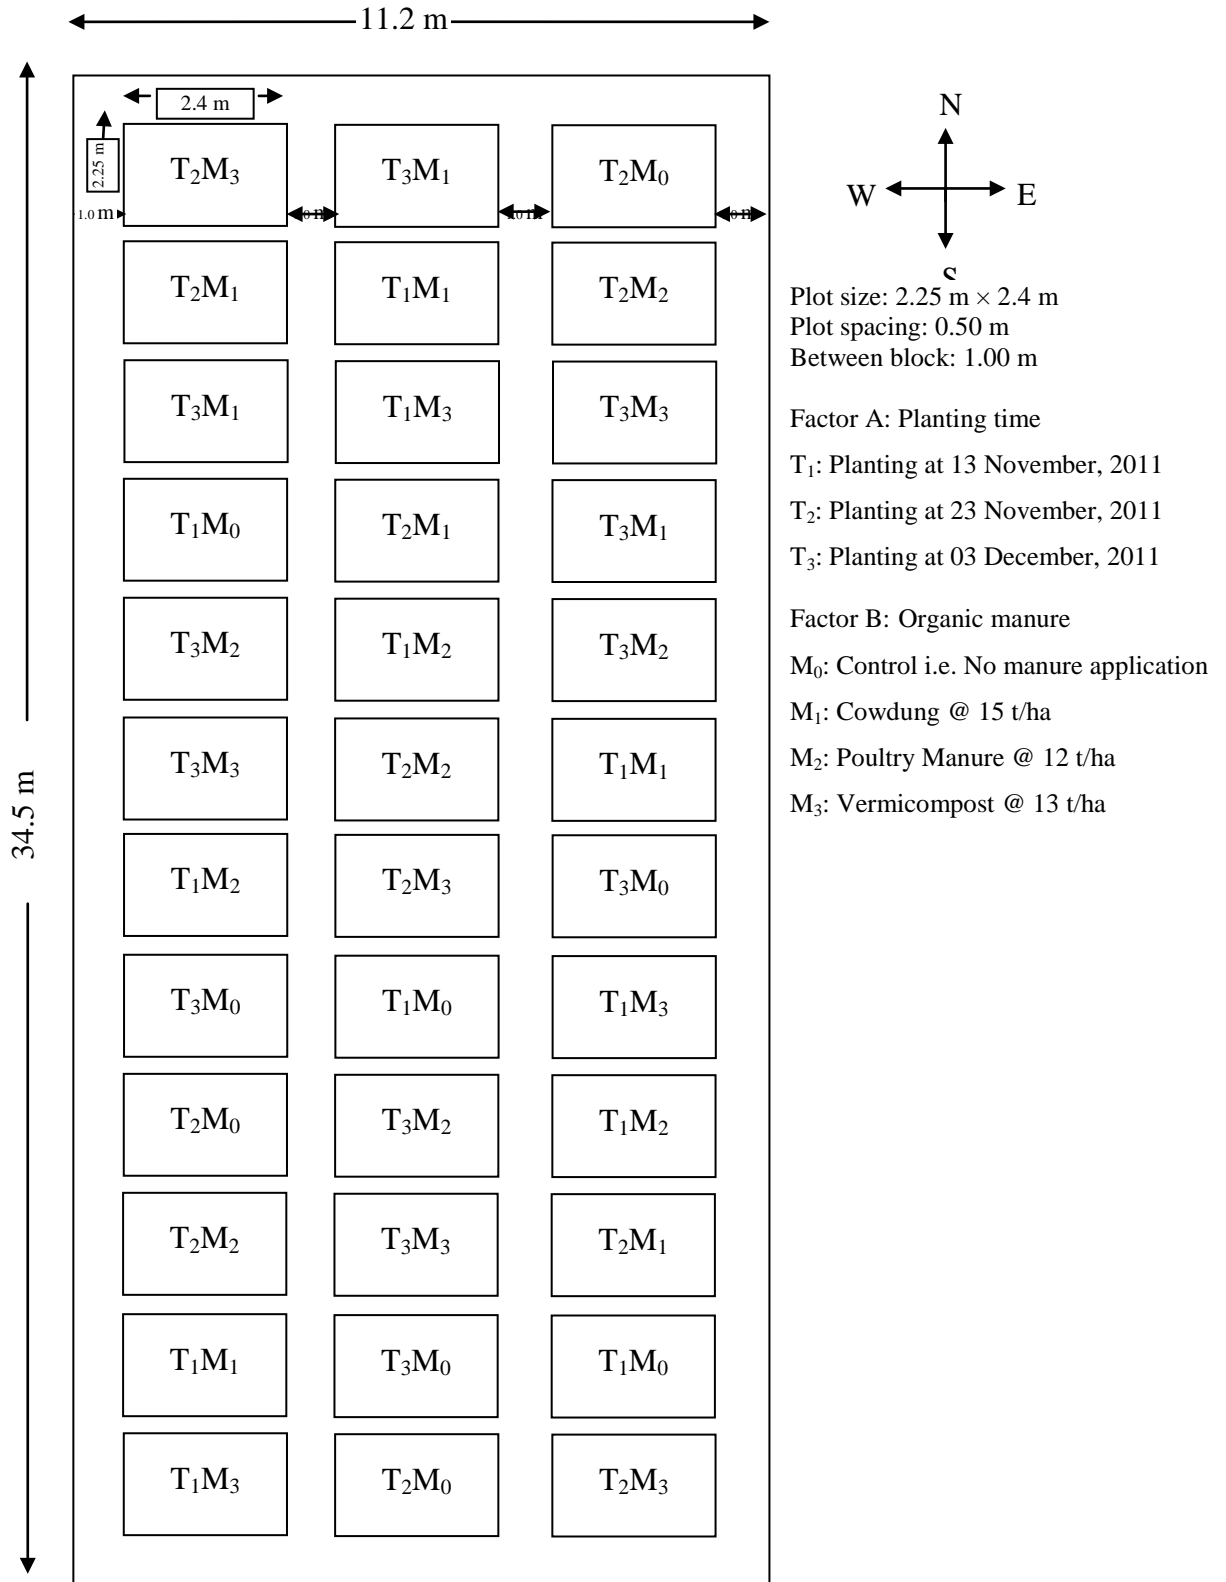 11.2 m
2.4 m
2.25 m
T₂M₃ T₃M₁ T₂M₀
1.0 m
T₂M₁ T₁M₁ T₂M₂
T₃M₁ T₁M₃ T₃M₃
T₁M₀ T₂M₁ T₃M₁
T₃M₂ T₁M₂ T₃M₂
T₃M₃ T₂M₂ T₁M₁
T₁M₂ T₂M₃ T₃M₀
T₃M₀ T₁M₀ T₁M₃
T₂M₀ T₃M₂ T₁M₂
T₂M₂ T₃M₃ T₂M₁
T₁M₁ T₃M₀ T₁M₀
T₁M₃ T₂M₀ T₂M₃
34.5 m
N
W E
S
Plot size: 2.25 m × 2.4 m
Plot spacing: 0.50 m
Between block: 1.00 m
Factor A: Planting time
T₁: Planting at 13 November, 2011
T₂: Planting at 23 November, 2011
T₃: Planting at 03 December, 2011
Factor B: Organic manure
M₀: Control i.e. No manure application
M₁: Cowdung @ 15 t/ha
M₂: Poultry Manure @ 12 t/ha
M₃: Vermicompost @ 13 t/ha